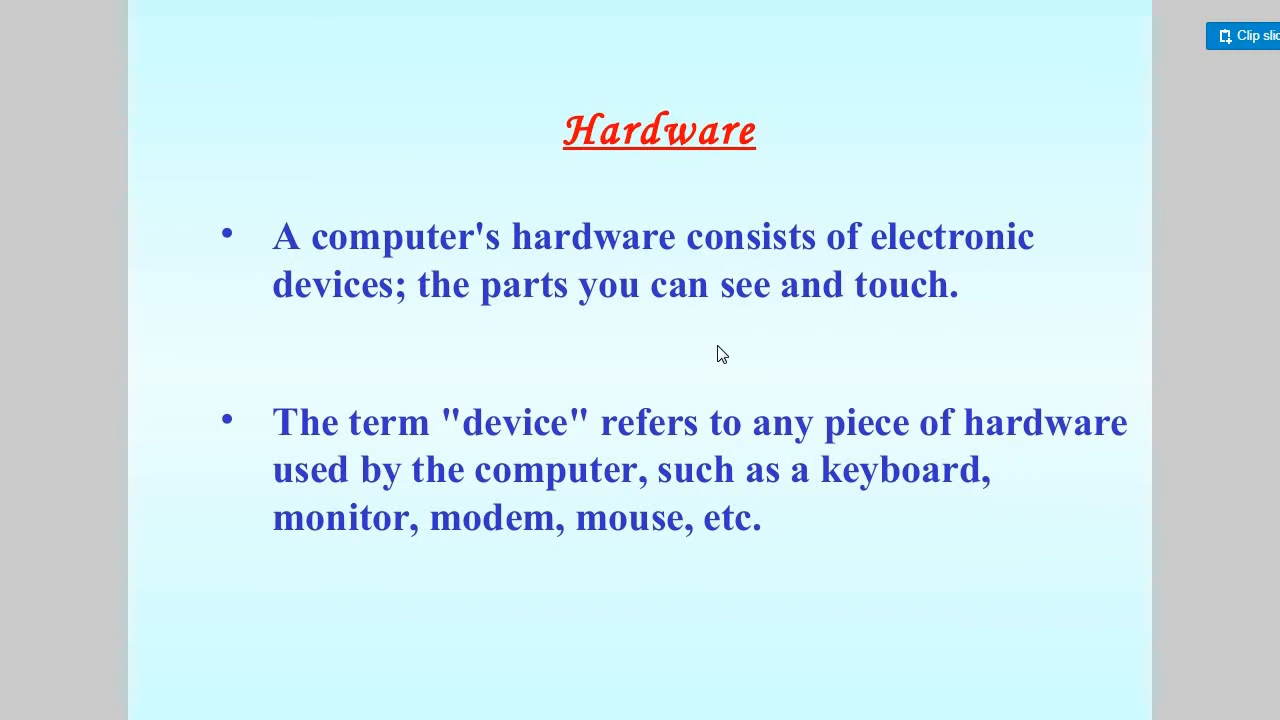 Clip slic
Hardware
• A computer's hardware consists of electronic
devices; the parts you can see and touch.
• The term "device" refers to any piece of hardware
used by the computer, such as a keyboard,
monitor, modem, mouse, etc.